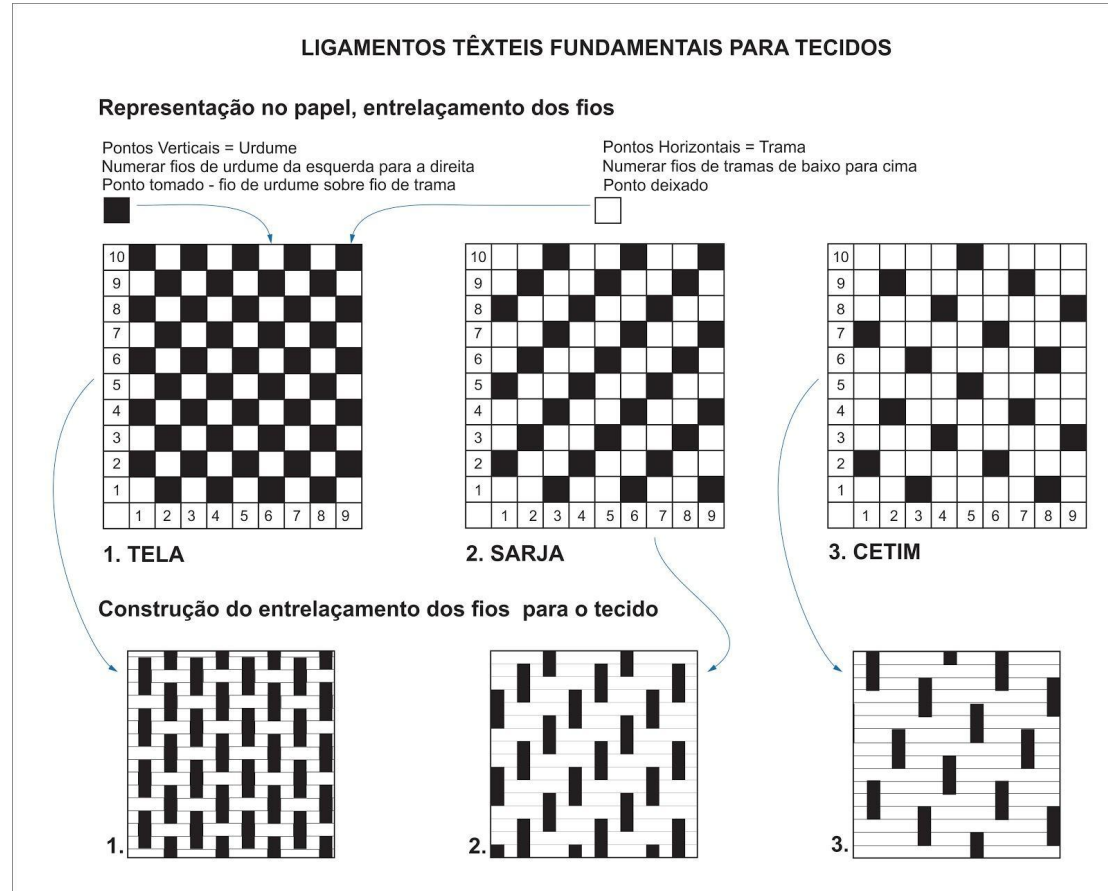 LIGAMENTOS TÊXTEIS FUNDAMENTAIS PARA TECIDOS
Representação no papel, entrelaçamento dos fios
Pontos Verticais = Urdume
Numerar fios de urdume da esquerda para a direita
Ponto tomado - fio de urdume sobre fio de trama
Pontos Horizontais = Trama
Numerar fios de tramas de baixo para cima
Ponto deixado
10
9
8
7
6
5
4
3
2
1
1 2 3 4 5 6 7 8 9
1. TELA
10
9
8
7
6
5
4
3
2
1
1 2 3 4 5 6 7 8 9
2. SARJA
10
9
8
7
6
5
4
3
2
1
1 2 3 4 5 6 7 8 9
3. CETIM
Construção do entrelaçamento dos fios para o tecido
1.
2.
3.